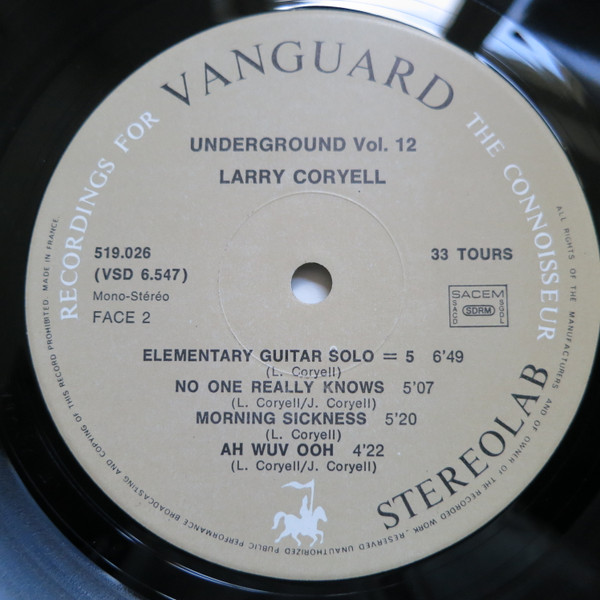 RECORDINGS FOR VANGUARD THE CONNOISSEUR
UNDERGROUND Vol. 12
LARRY CORYELL
519.026
(VSD 6.547)
Mono-Stéréo
FACE 2
33 TOURS
SACEM
SACD
SDRM
SGDL
ELEMENTARY GUITAR SOLO = 5 6'49
(L. Coryell)
NO ONE REALLY KNOWS 5'07
(L. Coryell/J. Coryell)
MORNING SICKNESS 5'20
(L. Coryell)
AH WUV OOH 4'22
(L. Coryell/J. Coryell)
STEREOLAB
ALL RIGHTS OF THE MANUFACTURERS AND OF OWNER OF THE RECORDED WORK, RESERVED UNAUTHORIZED PUBLIC PERFORMANCE BROADCASTING AND COPYING OF THIS RECORD PROHIBITED. MADE IN FRANCE.